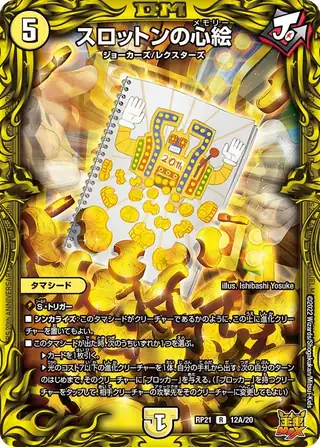 DM
5
スロットンの心絵
メモリー
ジョーカーズ/レクスターズ
J
77
20th
illus. Ishibashi Yosuke
タマシード
S・トリガー
■シンカライズ:このタマシードがクリーチャーであるかのように、この上に進化クリーチャーを置いてもよい。
■このタマシードが出た時、次のうちいずれか1つを選ぶ。
▶カードを1枚引く。
▶光のコスト7以下の進化クリーチャーを1体、自分の手札から出す。次の自分のターンのはじめまで、そのクリーチャーに「ブロッカー」を与える。(「ブロッカー」を持つクリーチャーをタップして、相手クリーチャーの攻撃先をそのクリーチャーに変更してもよい)
RP21 R 12A/20
©2022 Wizards/Shogakukan/Mitsui-Kids